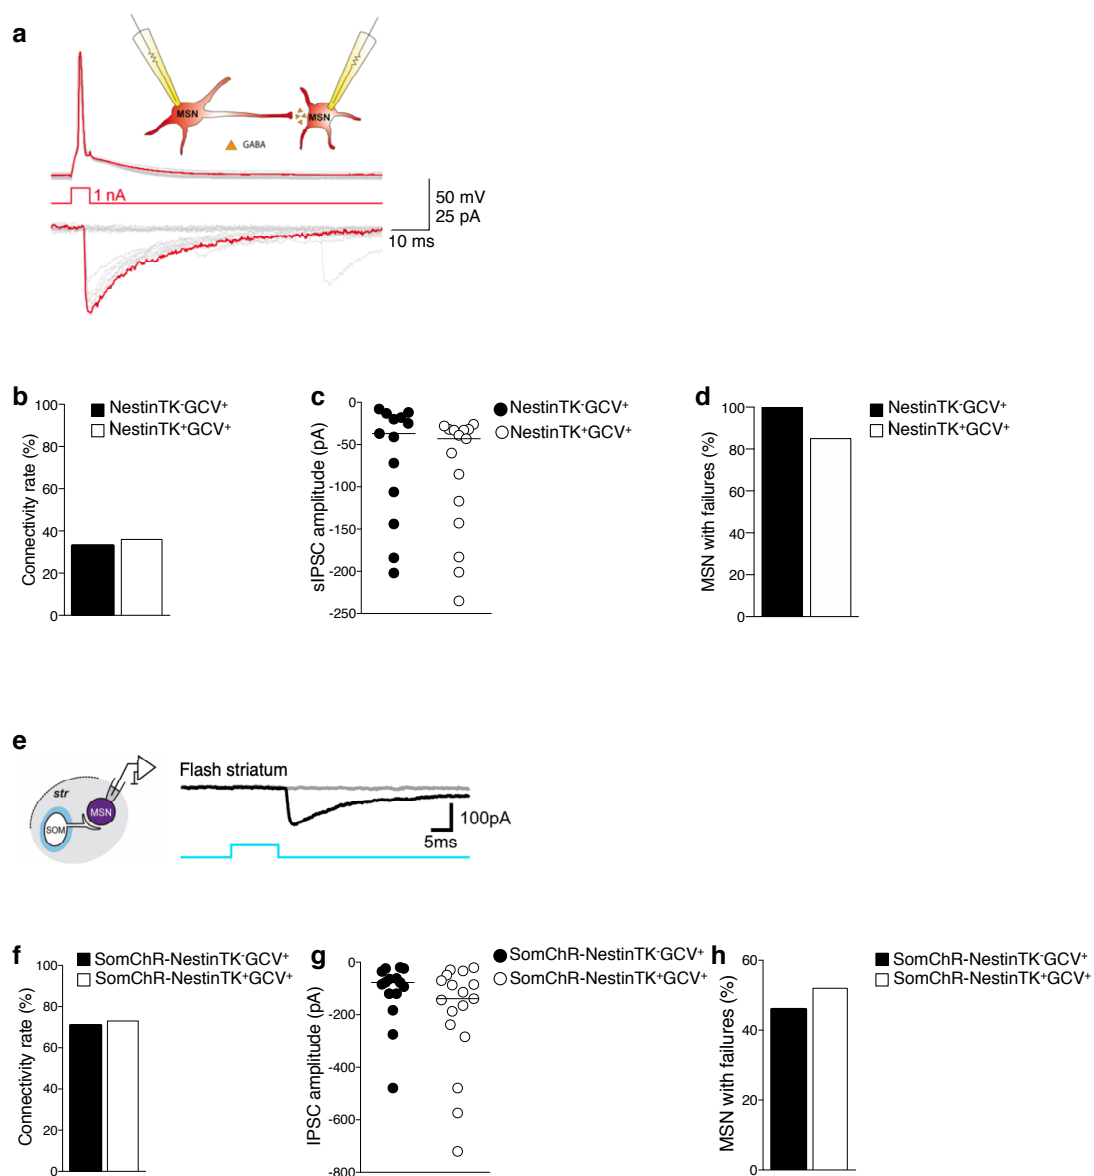 a
MSN
MSN
GABA
1 nA
50 mV
25 pA
10 ms
b
NestinTK-GCV+
NestinTK+GCV+
Connectivity rate (%)
100
80
60
40
20
0
c
NestinTK-GCV+
NestinTK+GCV+
sIPSC amplitude (pA)
0
-50
-100
-150
-200
-250
d
NestinTK-GCV+
NestinTK+GCV+
MSN with failures (%)
100
80
60
40
20
0
e
str
MSN
SOM
Flash striatum
100pA
5ms
f
SomChR-NestinTK-GCV+
SomChR-NestinTK+GCV+
Connectivity rate (%)
100
80
60
40
20
0
g
SomChR-NestinTK-GCV+
SomChR-NestinTK+GCV+
IPSC amplitude (pA)
0
-200
-400
-600
-800
h
SomChR-NestinTK-GCV+
SomChR-NestinTK+GCV+
MSN with failures (%)
60
40
20
0